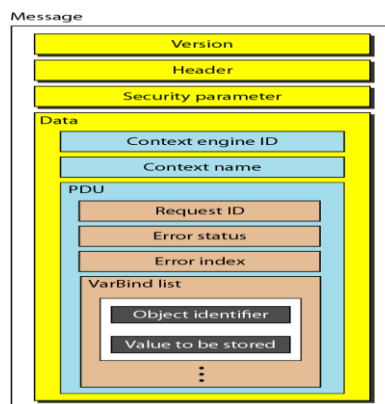 Message
Version
Header
Security parameter
Data
Context engine ID
Context name
PDU
Request ID
Error status
Error index
VarBind list
Object identifier
Value to be stored